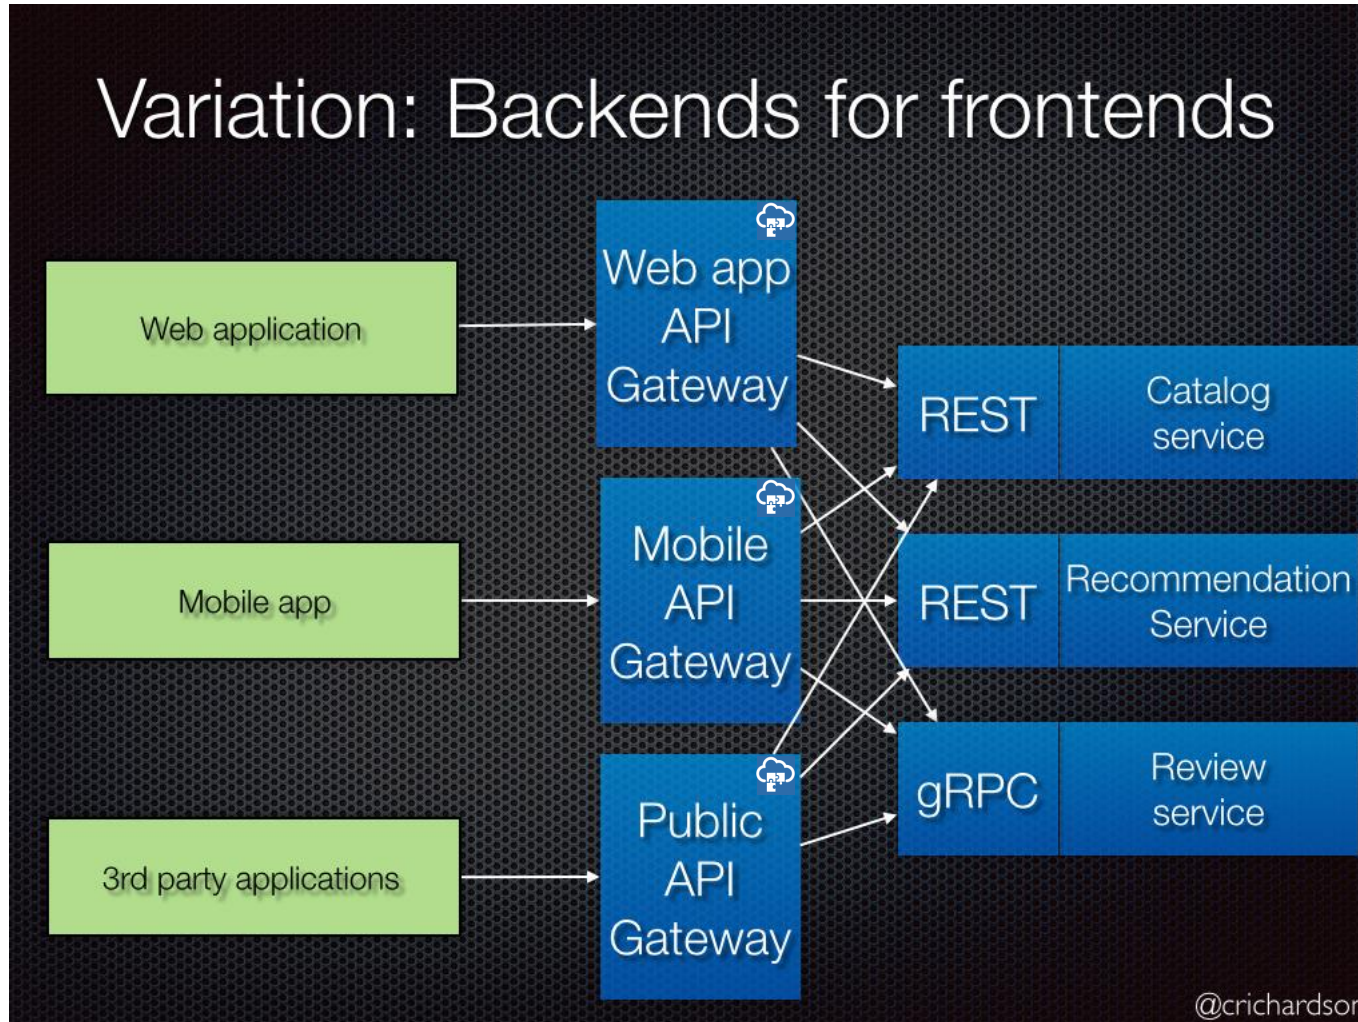 Variation: Backends for frontends
Web application
Web app
API
Gateway
REST
Catalog
service
Mobile app
Mobile
API
Gateway
REST
Recommendation
Service
3rd party applications
Public
API
Gateway
gRPC
Review
service
@crichardson